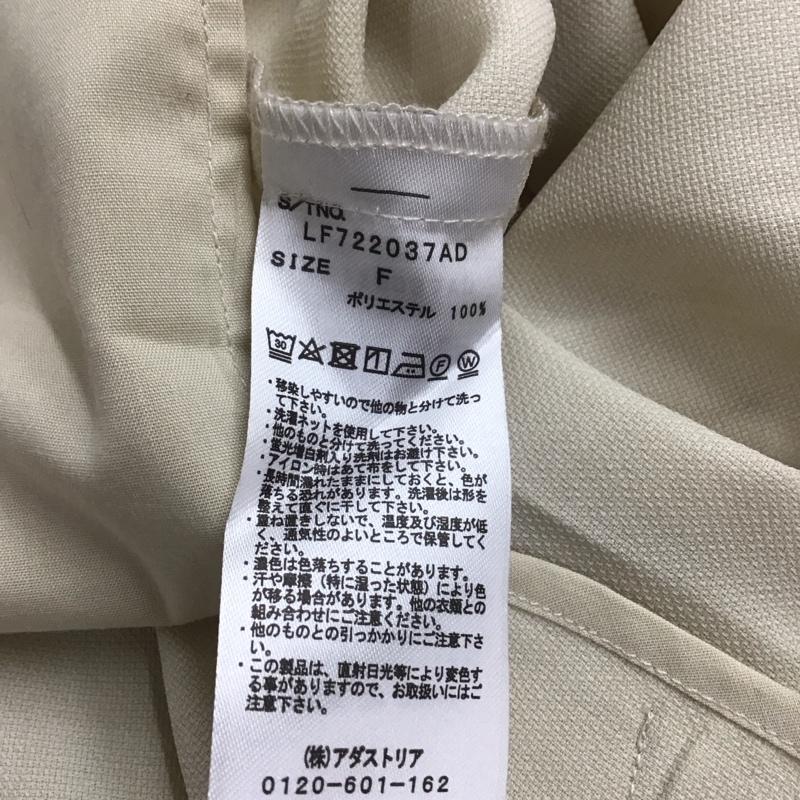 S/TNO.
LF722037AD
SIZE F
ポリエステル 100%
30
F W
・移染しやすいので他の物と分けて洗っ
て下さい。
・洗濯ネットを使用して下さい。
・他のものと分けて洗ってください。
・蛍光増白剤入り洗剤はお避け下さい。
・アイロン時はあて布をして下さい。
・長時間濡れたままにしておくと、色が
落ちる恐れがあります。洗濯後は形を
整えて直ぐに干して下さい。
・重ね置きしないで、温度及び湿度が低
く、通気性のよいところで保管してく
ださい。
・濃色は色落ちすることがあります。
・汗や摩擦（特に湿った状態）により色
が移る場合があります。他の衣類との
組み合わせにご注意ください。
・他のものとの引っかかりにご注意下さ
い。
・この製品は、直射日光等により変色す
る事がありますので、お取扱いにはご
注意下さい。
(株)アダストリア
0120-601-162